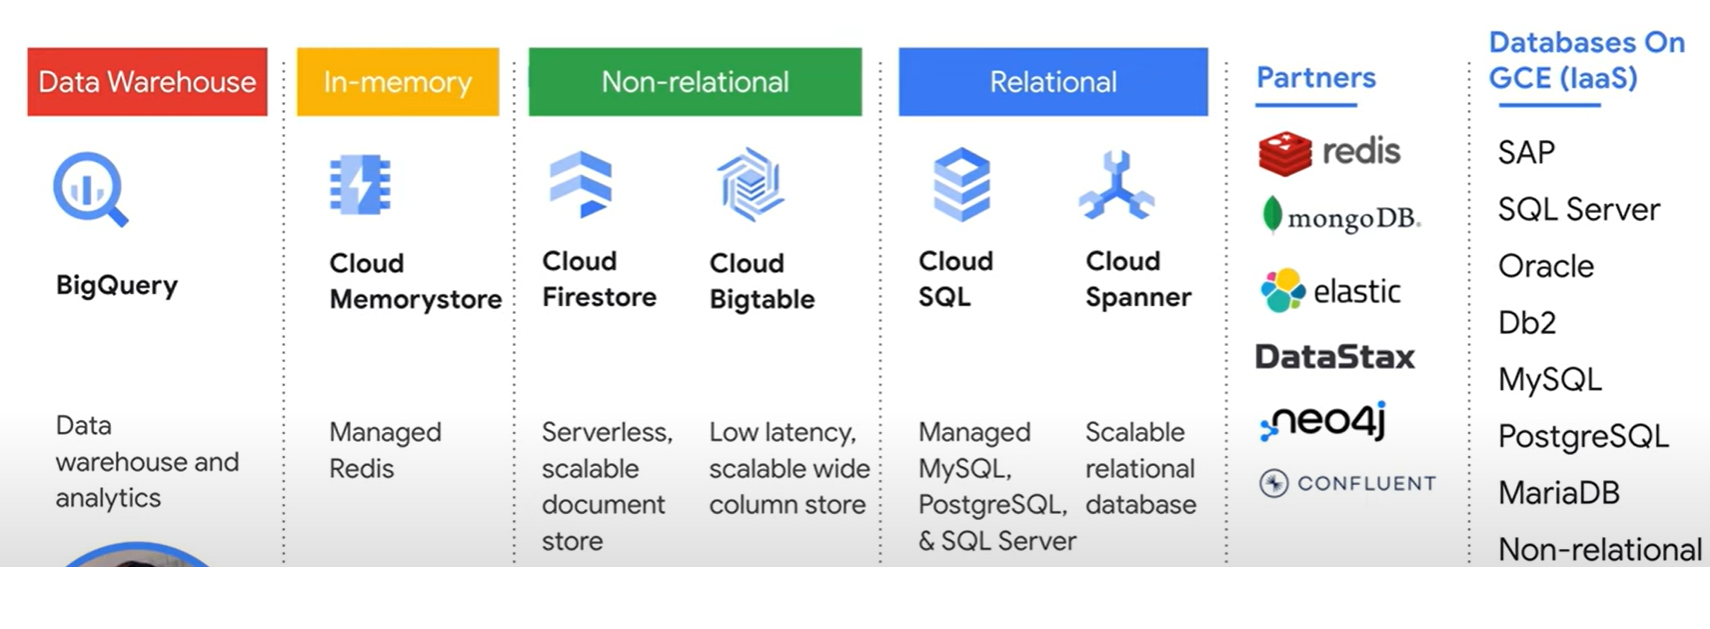 Data Warehouse
BigQuery
Data
warehouse and
analytics
In-memory
Cloud
Memorystore
Managed
Redis
Non-relational
Cloud
Firestore
Serverless,
scalable
document
store
Cloud
Bigtable
Low latency,
scalable wide
column store
Relational
Cloud
SQL
Managed
MySQL,
PostgreSQL,
& SQL Server
Cloud
Spanner
Scalable
relational
database
Partners
redis
mongoDB.
elastic
DataStax
neo4j
CONFLUENT
Databases On
GCE (IaaS)
SAP
SQL Server
Oracle
Db2
MySQL
PostgreSQL
MariaDB
Non-relational